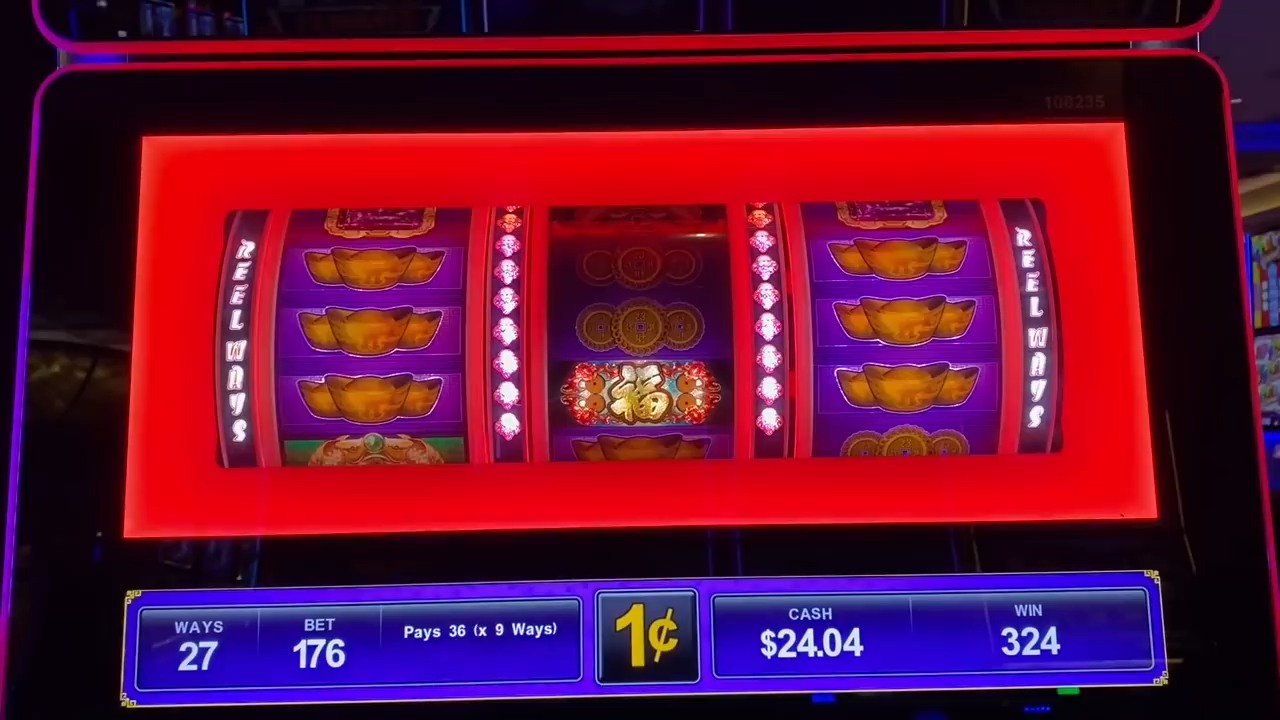 108235
REEL WAYS
福
REEL WAYS
WAYS
27
BET
176
Pays 36 (x 9 Ways)
1¢
CASH
$24.04
WIN
324